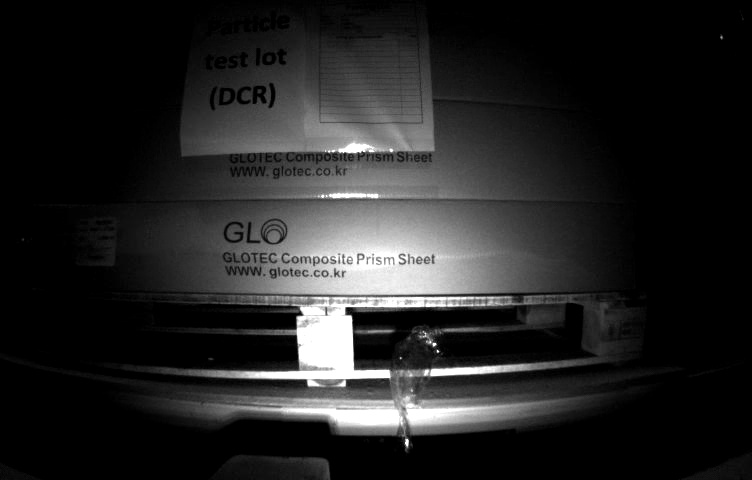 Particle
test lot
(DCR)
GLOTEC Composite Prism Sheet
WWW. glotec.co.kr
GLO
GLOTEC Composite Prism Sheet
WWW. glotec.co.kr